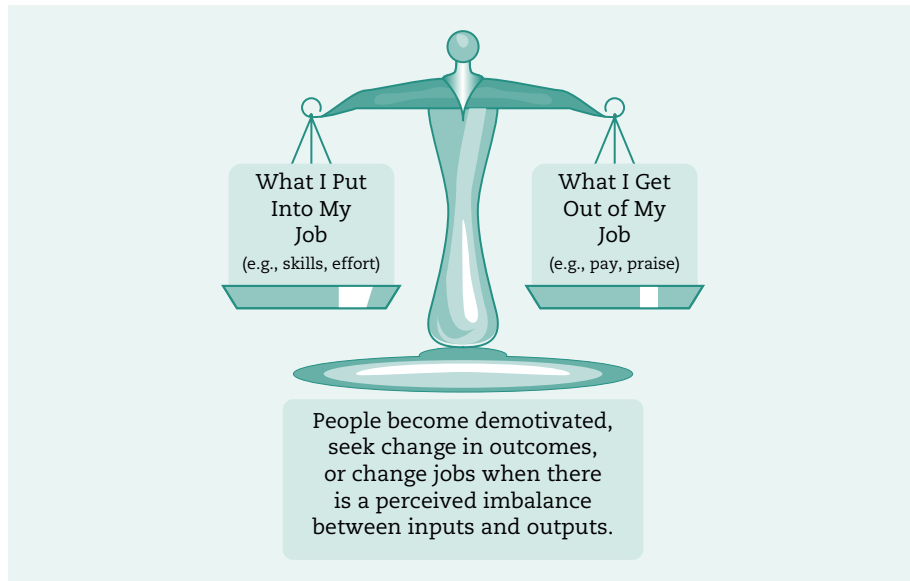 What I Put
Into My
Job
(e.g., skills, effort)
What I Get
Out of My
Job
(e.g., pay, praise)
People become demotivated,
seek change in outcomes,
or change jobs when there
is a perceived imbalance
between inputs and outputs.